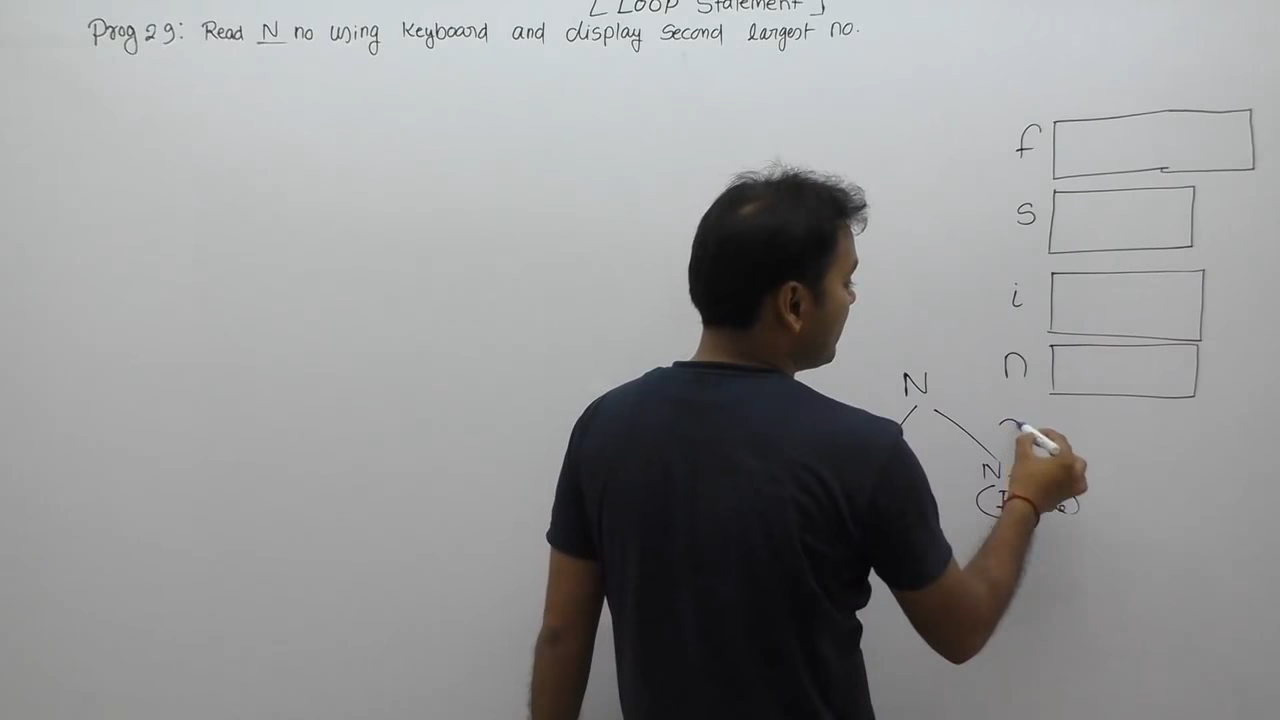 [ Loop Statement ]
Prog 29: Read N no using Keyboard and display second largest no.
f
s
i
N
n
N